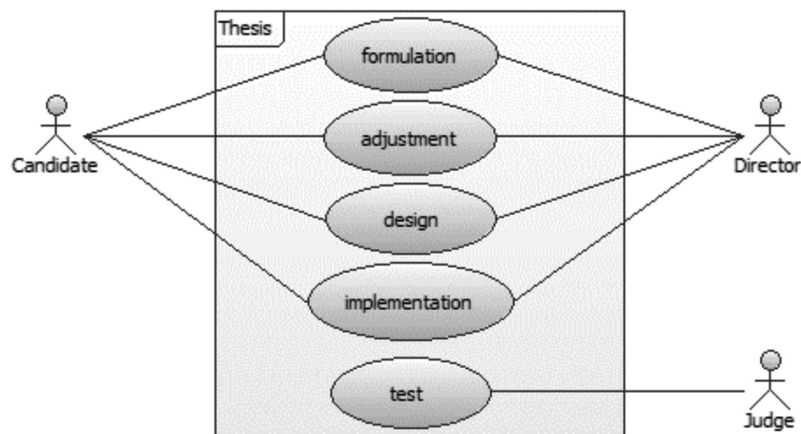 Thesis
formulation
Candidate
adjustment
Director
design
implementation
test
Judge